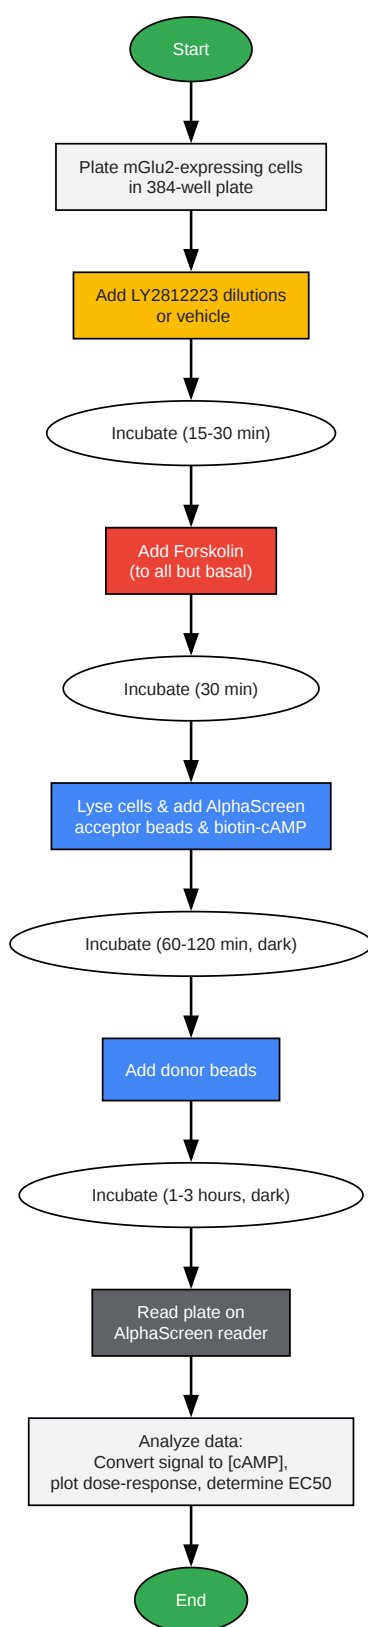 Start
Plate mGlu2-expressing cells
in 384-well plate
Add LY2812223 dilutions
or vehicle
Incubate (15-30 min)
Add Forskolin
(to all but basal)
Incubate (30 min)
Lyse cells & add AlphaScreen
acceptor beads & biotin-cAMP
Incubate (60-120 min, dark)
Add donor beads
Incubate (1-3 hours, dark)
Read plate on
AlphaScreen reader
Analyze data:
Convert signal to [cAMP],
plot dose-response, determine EC50
End